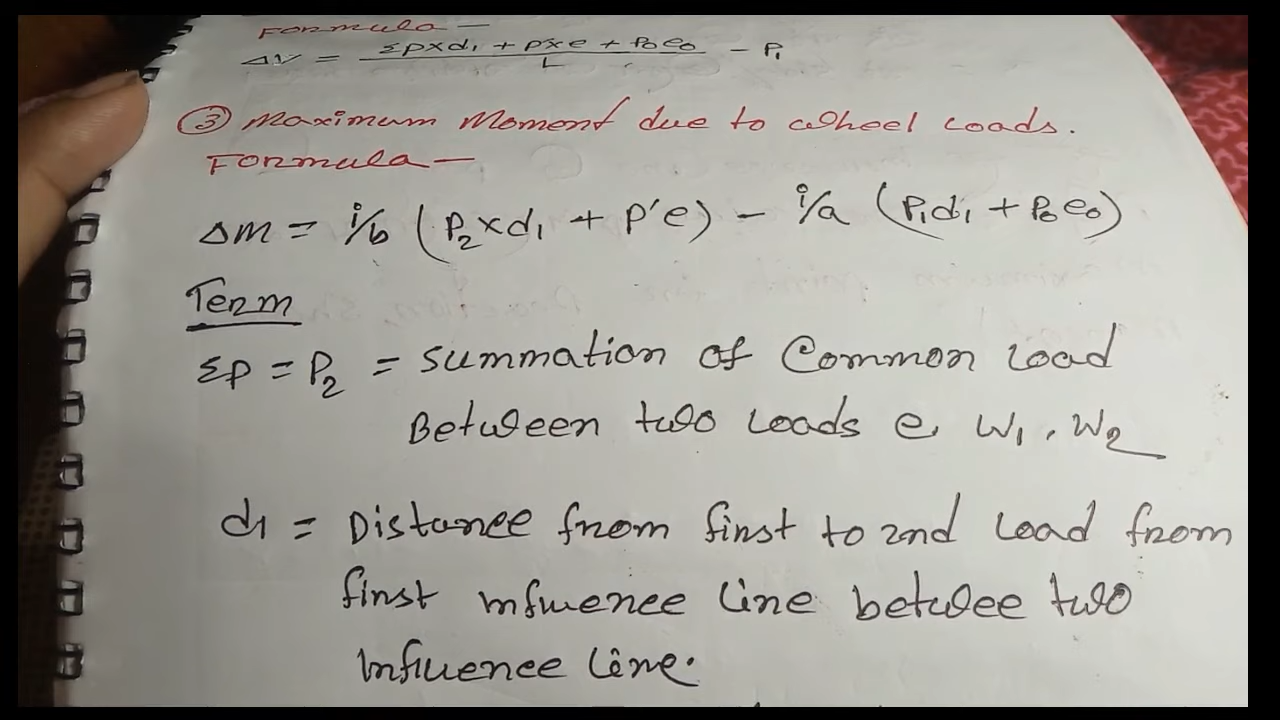 Formula —
ΔV = (Σp×d₁ + p'×e + P₀e₀) / L − P₁
③ Maximum Moment due to wheel Loads.
Formula —
Δm = i/b (P₂×d₁ + p'e) − i/a (P₁d₁ + P₀e₀)
Term
Σp = P₂ = summation of Common Load
Between two Loads e, W₁, W₂
d₁ = Distance from first to 2nd Load from
first influence Line betwee two
Influence Line.